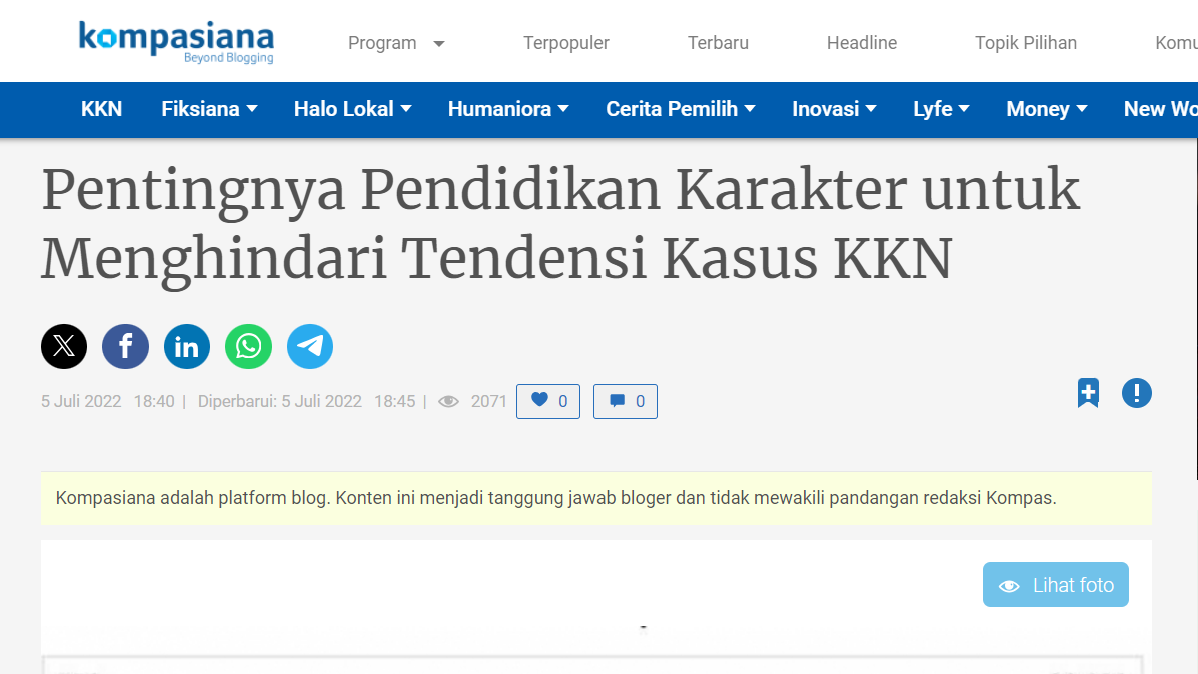 kompasiana
Beyond Blogging
Program Terpopuler Terbaru Headline Topik Pilihan
KKN Fiksiana Halo Lokal Humaniora Cerita Pemilih Inovasi Lyfe Money New
Pentingnya Pendidikan Karakter untuk
Menghindari Tendensi Kasus KKN
5 Juli 2022 18:40 | Diperbarui: 5 Juli 2022 18:45 | 2071 0 0
Kompasiana adalah platform blog. Konten ini menjadi tanggung jawab bloger dan tidak mewakili pandangan redaksi Kompas.
Lihat foto